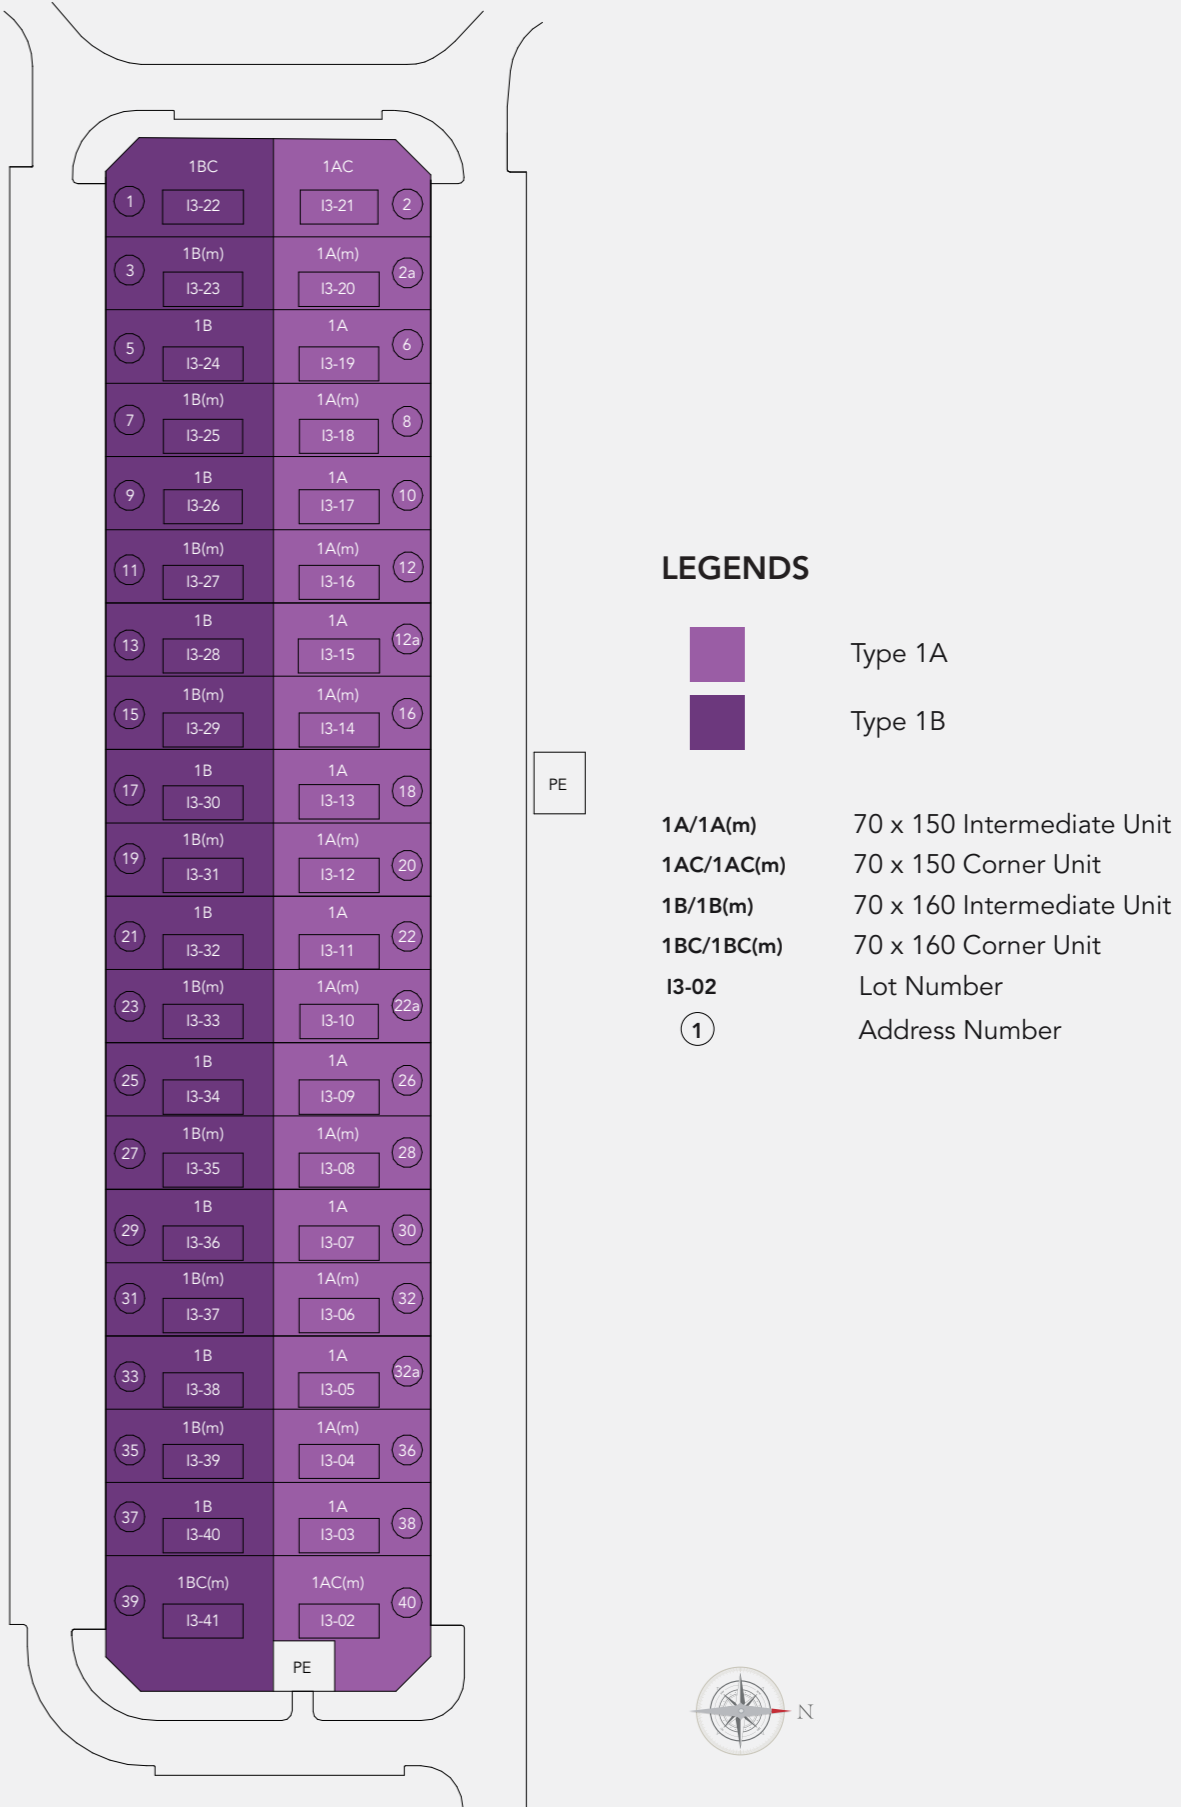 1BC 1AC
1 I3-22 I3-21 2
1B(m) 1A(m)
3 I3-23 I3-20 2a
1B 1A
5 I3-24 I3-19 6
1B(m) 1A(m)
7 I3-25 I3-18 8
1B 1A
9 I3-26 I3-17 10
1B(m) 1A(m)
11 I3-27 I3-16 12
1B 1A
13 I3-28 I3-15 12a
1B(m) 1A(m)
15 I3-29 I3-14 16
1B 1A
17 I3-30 I3-13 18
1B(m) 1A(m)
19 I3-31 I3-12 20
1B 1A
21 I3-32 I3-11 22
1B(m) 1A(m)
23 I3-33 I3-10 22a
1B 1A
25 I3-34 I3-09 26
1B(m) 1A(m)
27 I3-35 I3-08 28
1B 1A
29 I3-36 I3-07 30
1B(m) 1A(m)
31 I3-37 I3-06 32
1B 1A
33 I3-38 I3-05 32a
1B(m) 1A(m)
35 I3-39 I3-04 36
1B 1A
37 I3-40 I3-03 38
1BC(m) 1AC(m)
39 I3-41 I3-02 40
PE
PE
LEGENDS
Type 1A
Type 1B
1A/1A(m) 70 x 150 Intermediate Unit
1AC/1AC(m) 70 x 150 Corner Unit
1B/1B(m) 70 x 160 Intermediate Unit
1BC/1BC(m) 70 x 160 Corner Unit
I3-02 Lot Number
1 Address Number
N